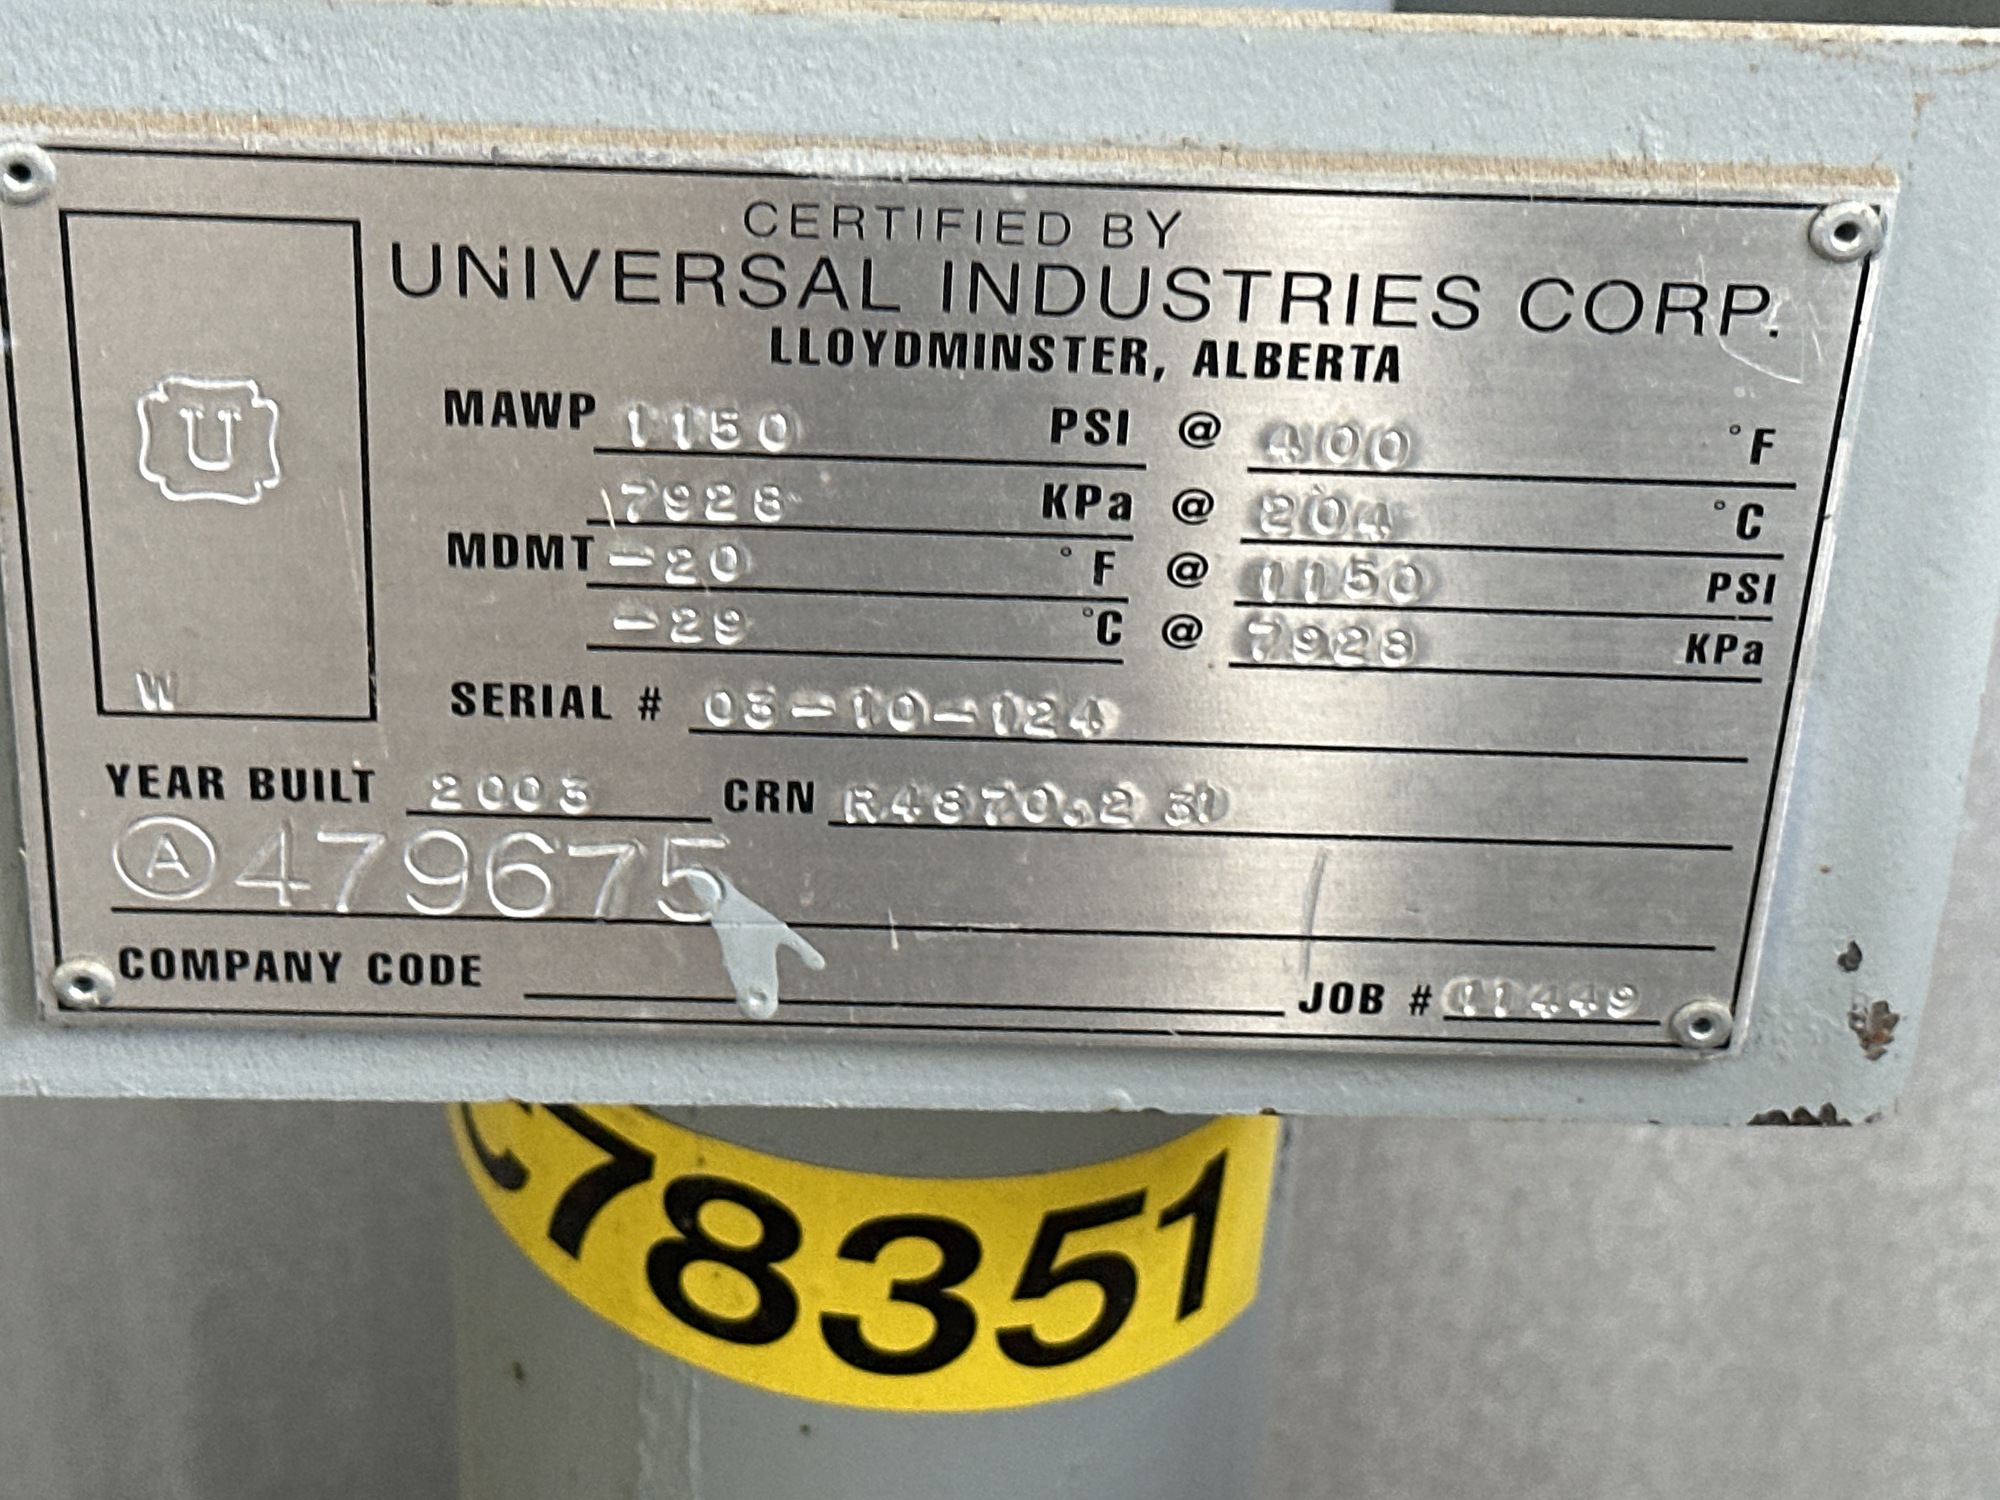 CERTIFIED BY
UNIVERSAL INDUSTRIES CORP.
LLOYDMINSTER, ALBERTA
U
W
MAWP 1150 PSI @ 400 °F
7928 KPa @ 204 °C
MDMT -20 °F @ 1150 PSI
-29 °C @ 7928 KPa
SERIAL # 03-10-124
YEAR BUILT 2003 CRN
A 479675
COMPANY CODE JOB # 11449
78351